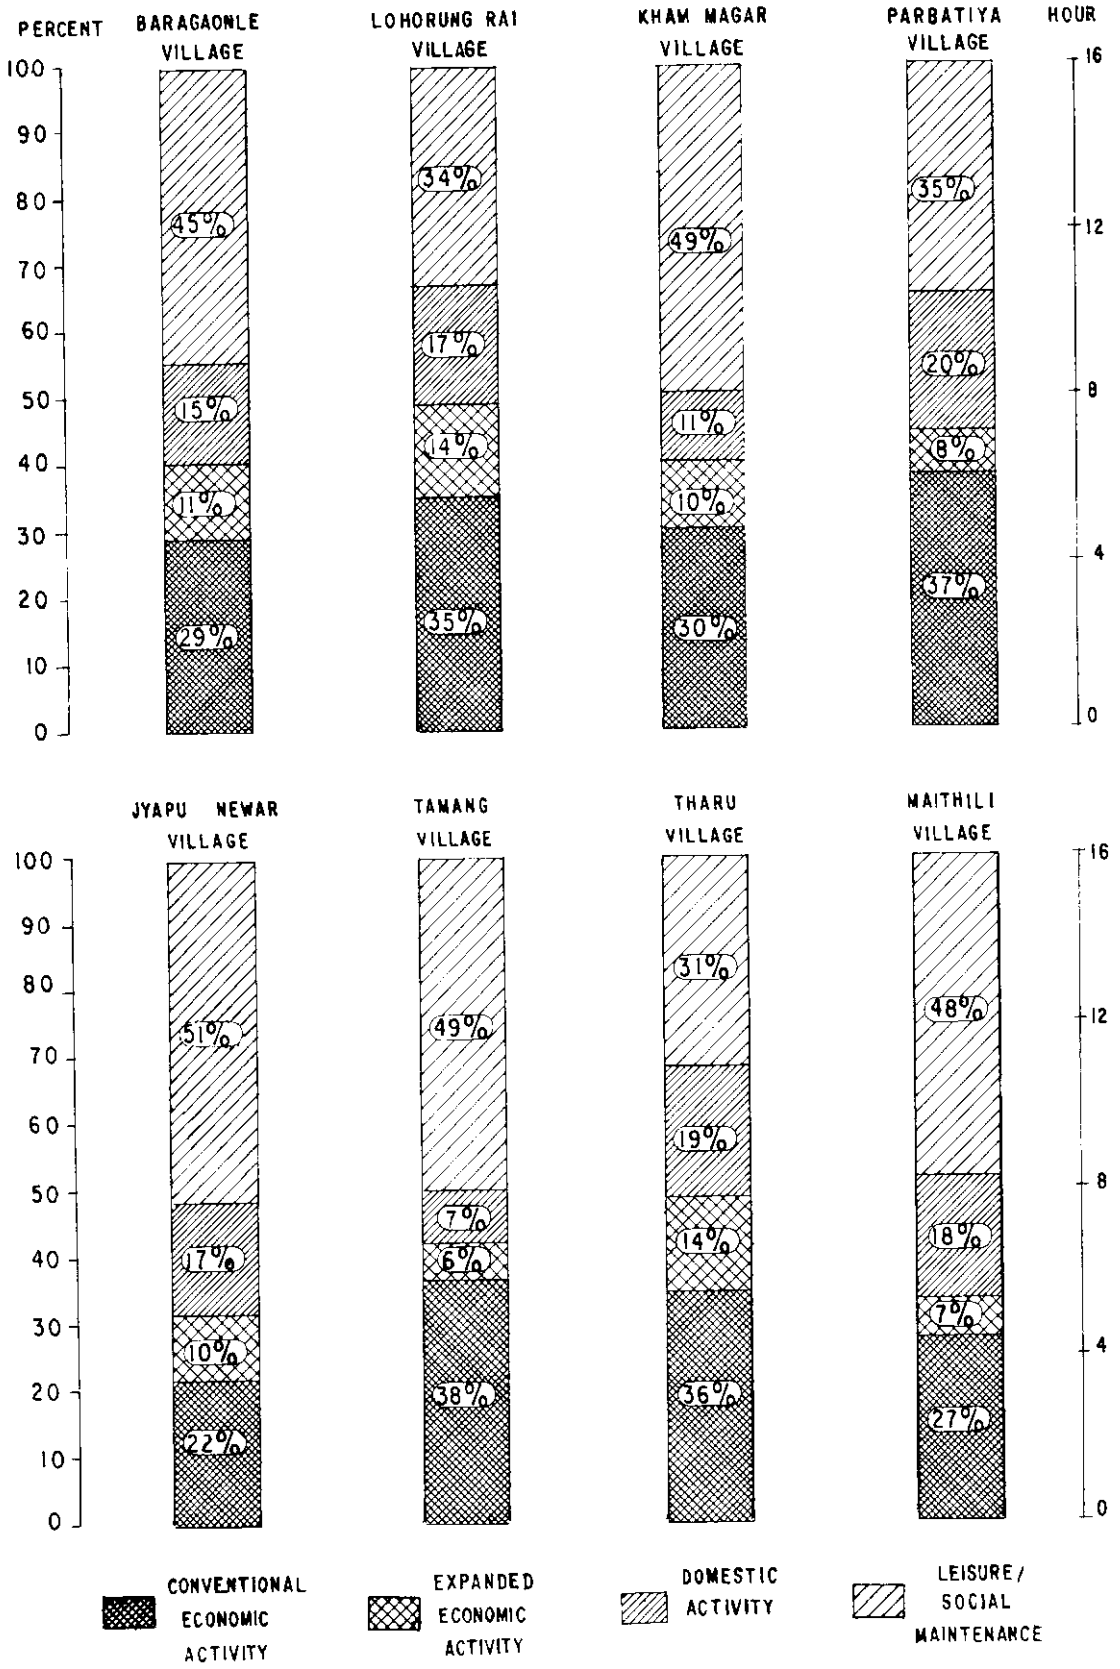 PERCENT
BARAGAONLE
VILLAGE
LOHORUNG RAI
VILLAGE
KHAM MAGAR
VILLAGE
PARBATIYA
VILLAGE
HOUR
100
90
80
70
60
50
40
30
20
10
0
45%
15%
11%
29%
34%
17%
14%
35%
49%
11%
10%
30%
35%
20%
8%
37%
16
12
8
4
0
JYAPU NEWAR
VILLAGE
TAMANG
VILLAGE
THARU
VILLAGE
MAITHILI
VILLAGE
100
90
80
70
60
50
40
30
20
10
0
51%
17%
10%
22%
49%
7%
6%
38%
31%
19%
14%
36%
48%
18%
7%
27%
16
12
8
4
0
CONVENTIONAL
ECONOMIC
ACTIVITY
EXPANDED
ECONOMIC
ACTIVITY
DOMESTIC
ACTIVITY
LEISURE/
SOCIAL
MAINTENANCE